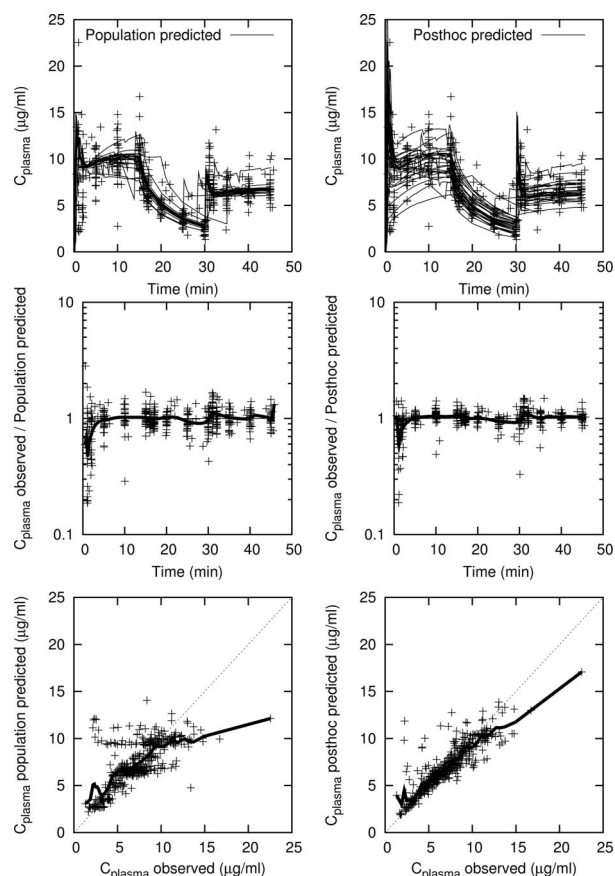 Population predicted
C_plasma (µg/ml)
25
20
15
10
5
0
0 10 20 30 40 50
Time (min)
Posthoc predicted
C_plasma (µg/ml)
25
20
15
10
5
0
0 10 20 30 40 50
Time (min)
C_plasma observed / Population predicted
10
1
0.1
0 10 20 30 40 50
Time (min)
C_plasma observed / Posthoc predicted
10
1
0.1
0 10 20 30 40 50
Time (min)
C_plasma population predicted (µg/ml)
25
20
15
10
5
0
0 5 10 15 20 25
C_plasma observed (µg/ml)
C_plasma posthoc predicted (µg/ml)
25
20
15
10
5
0
0 5 10 15 20 25
C_plasma observed (µg/ml)